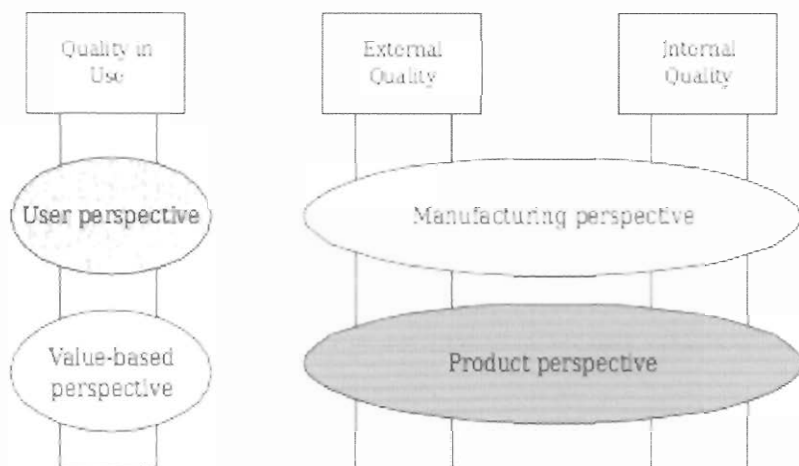 Quality in
Use
External
Quality
Internal
Quality
User perspective
Manufacturing perspective
Value-based
perspective
Product perspective